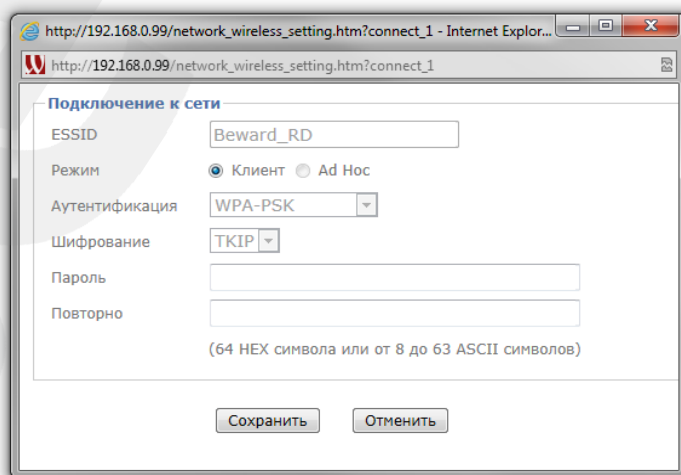 http://192.168.0.99/network_wireless_setting.htm?connect_1 - Internet Explor...
http://192.168.0.99/network_wireless_setting.htm?connect_1
Подключение к сети
ESSID Beward_RD
Режим Клиент Ad Hoc
Аутентификация WPA-PSK
Шифрование TKIP
Пароль
Повторно
(64 HEX символа или от 8 до 63 ASCII символов)
Сохранить Отменить